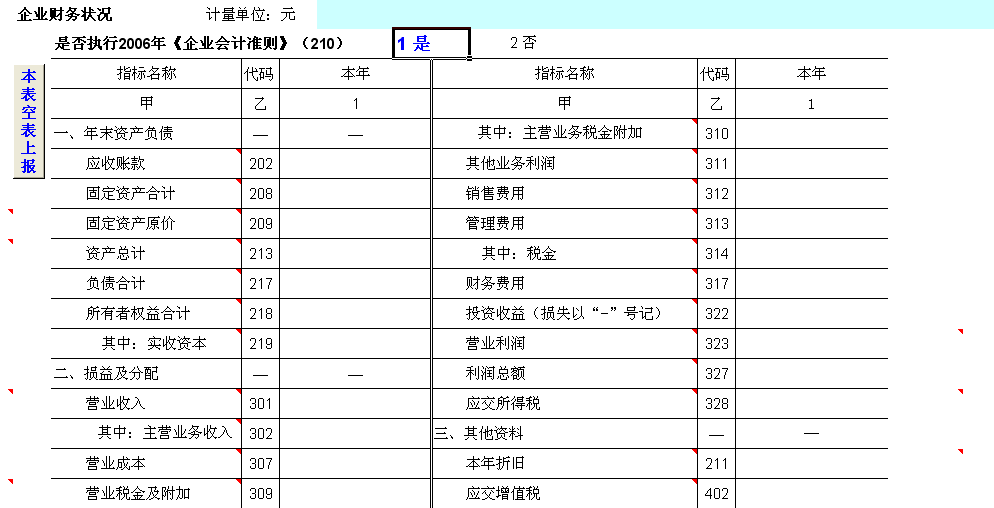 企业财务状况 计量单位：元
是否执行2006年《企业会计准则》（210） 1 是 2 否
本表空表上报
指标名称 代码 本年 指标名称 代码 本年
甲 乙 1 甲 乙 1
一、年末资产负债 — — 其中：主营业务税金附加 310
应收账款 202 其他业务利润 311
固定资产合计 208 销售费用 312
固定资产原价 209 管理费用 313
资产总计 213 其中：税金 314
负债合计 217 财务费用 317
所有者权益合计 218 投资收益（损失以“-”号记） 322
其中：实收资本 219 营业利润 323
二、损益及分配 — — 利润总额 327
营业收入 301 应交所得税 328
其中：主营业务收入 302 三、其他资料 — —
营业成本 307 本年折旧 211
营业税金及附加 309 应交增值税 402